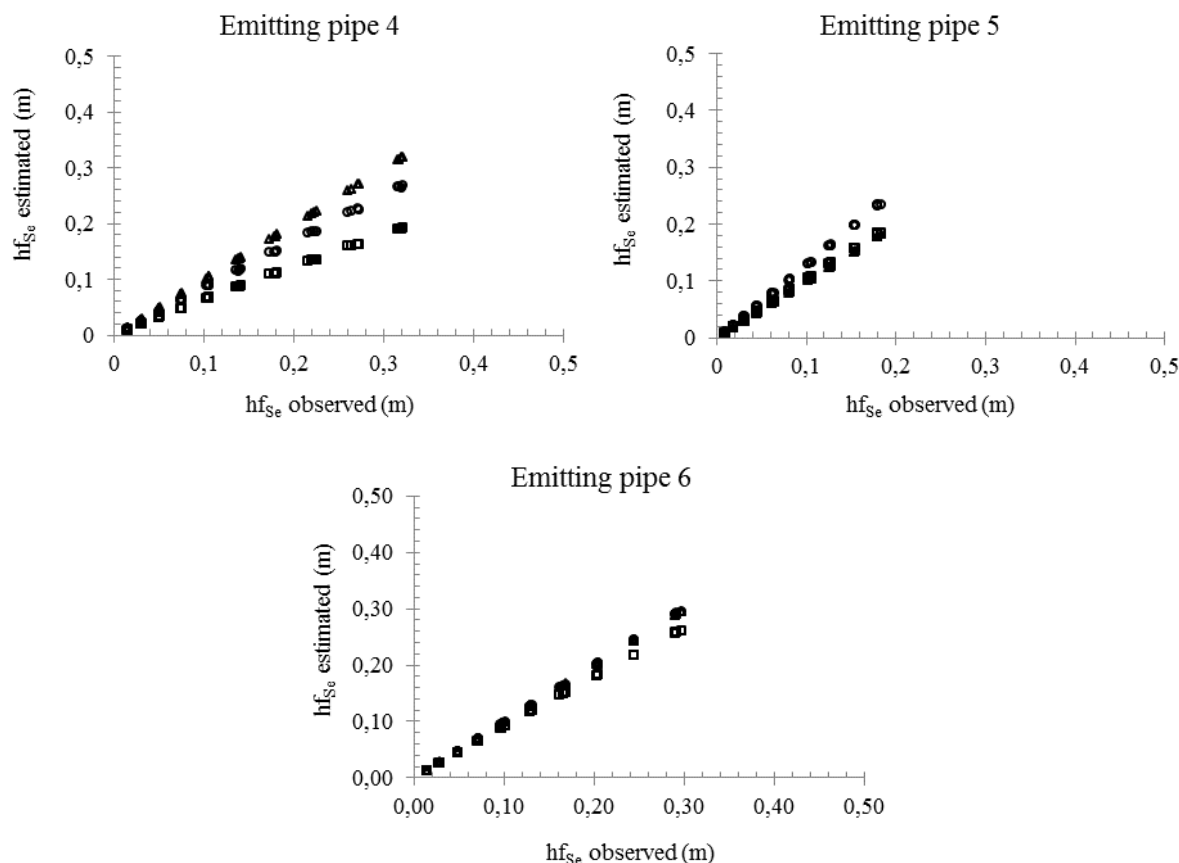 Emitting pipe 4
hfSe estimated (m)
0,5
0,4
0,3
0,2
0,1
0
0 0,1 0,2 0,3 0,4 0,5
hfSe observed (m)
Emitting pipe 5
hfSe estimated (m)
0,5
0,4
0,3
0,2
0,1
0
0 0,1 0,2 0,3 0,4 0,5
hfSe observed (m)
Emitting pipe 6
hfSe estimated (m)
0,50
0,40
0,30
0,20
0,10
0,00
0,00 0,10 0,20 0,30 0,40 0,50
hfSe observed (m)